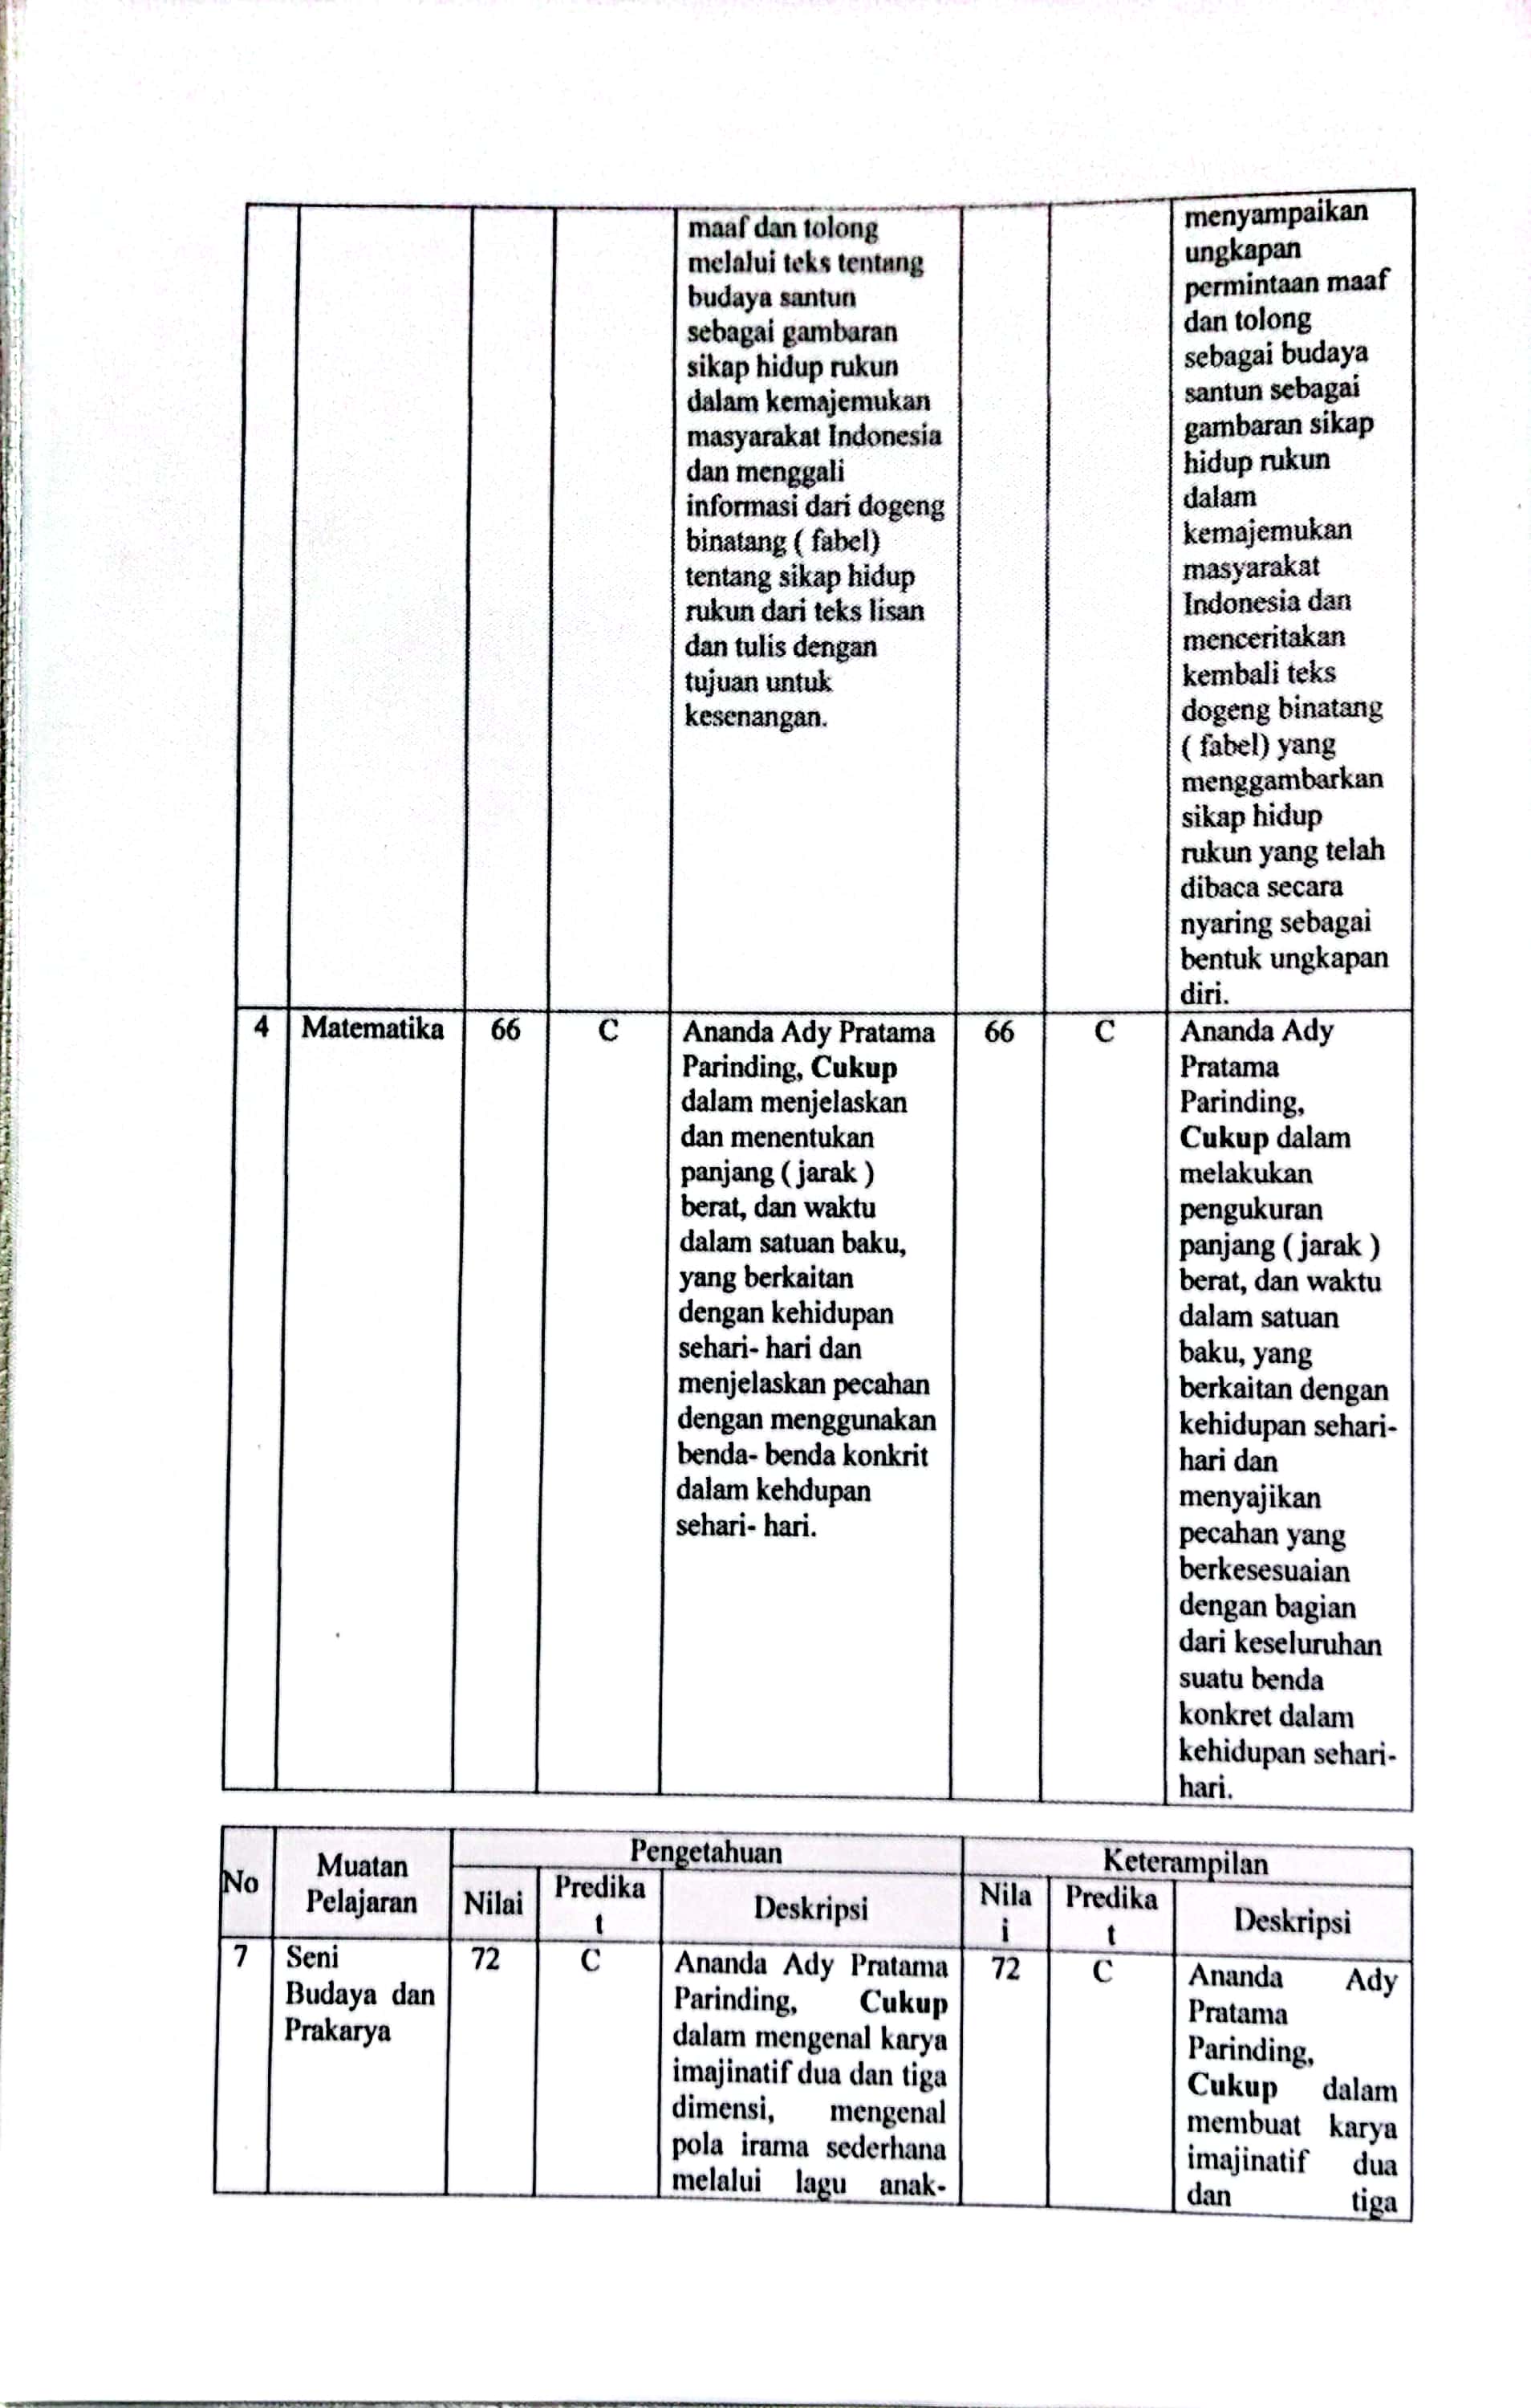 maaf dan tolong
melalui teks tentang
budaya santun
sebagai gambaran
sikap hidup rukun
dalam kemajemukan
masyarakat Indonesia
dan menggali
informasi dari dogeng
binatang ( fabel)
tentang sikap hidup
rukun dari teks lisan
dan tulis dengan
tujuan untuk
kesenangan.
menyampaikan
ungkapan
permintaan maaf
dan tolong
sebagai budaya
santun sebagai
gambaran sikap
hidup rukun
dalam
kemajemukan
masyarakat
Indonesia dan
menceritakan
kembali teks
dogeng binatang
( fabel) yang
menggambarkan
sikap hidup
rukun yang telah
dibaca secara
nyaring sebagai
bentuk ungkapan
diri.
4
Matematika
66
C
Ananda Ady Pratama
Parinding, Cukup
dalam menjelaskan
dan menentukan
panjang ( jarak )
berat, dan waktu
dalam satuan baku,
yang berkaitan
dengan kehidupan
sehari- hari dan
menjelaskan pecahan
dengan menggunakan
benda- benda konkrit
dalam kehdupan
sehari- hari.
66
C
Ananda Ady
Pratama
Parinding,
Cukup dalam
melakukan
pengukuran
panjang ( jarak )
berat, dan waktu
dalam satuan
baku, yang
berkaitan dengan
kehidupan sehari-
hari dan
menyajikan
pecahan yang
berkesesuaian
dengan bagian
dari keseluruhan
suatu benda
konkret dalam
kehidupan sehari-
hari.
No
Muatan
Pelajaran
Pengetahuan
Keterampilan
Nilai
Predika
t
Deskripsi
Nila
i
Predika
t
Deskripsi
7
Seni
Budaya dan
Prakarya
72
C
Ananda Ady Pratama
Parinding, Cukup
dalam mengenal karya
imajinatif dua dan tiga
dimensi, mengenal
pola irama sederhana
melalui lagu anak-
72
C
Ananda Ady
Pratama
Parinding,
Cukup dalam
membuat karya
imajinatif dua
dan tiga